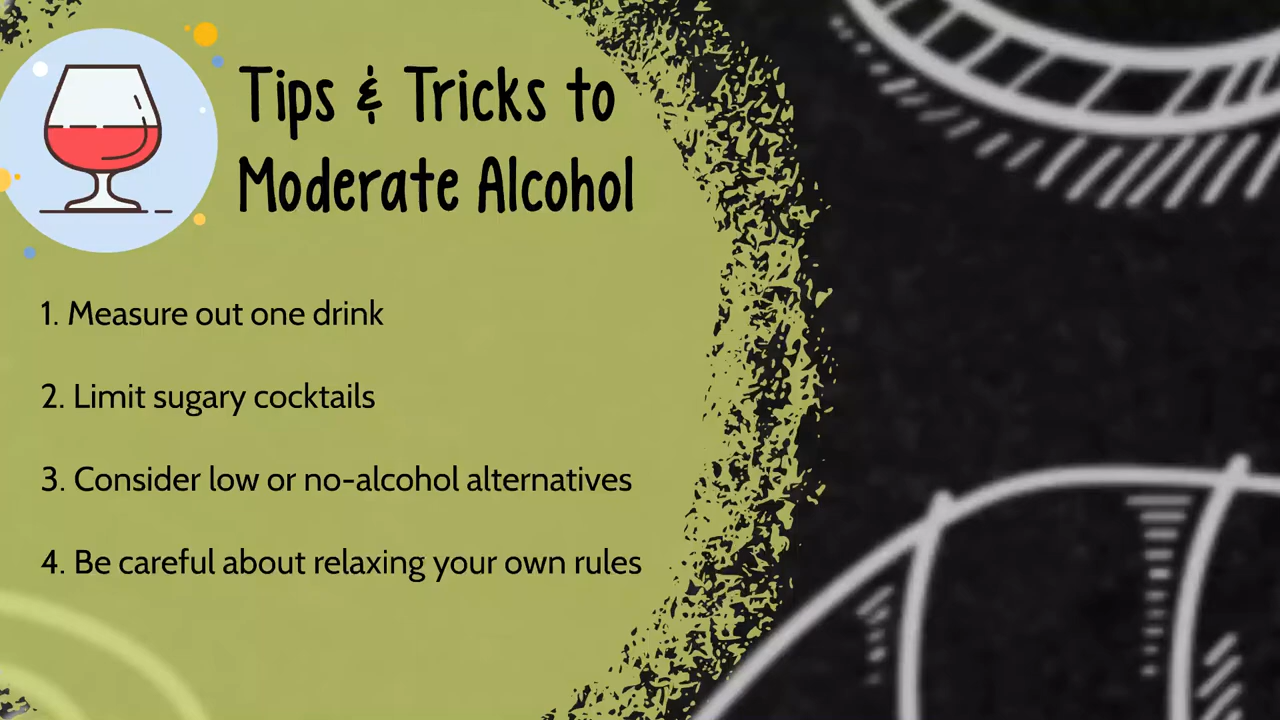 Tips & Tricks to
Moderate Alcohol
1. Measure out one drink
2. Limit sugary cocktails
3. Consider low or no-alcohol alternatives
4. Be careful about relaxing your own rules